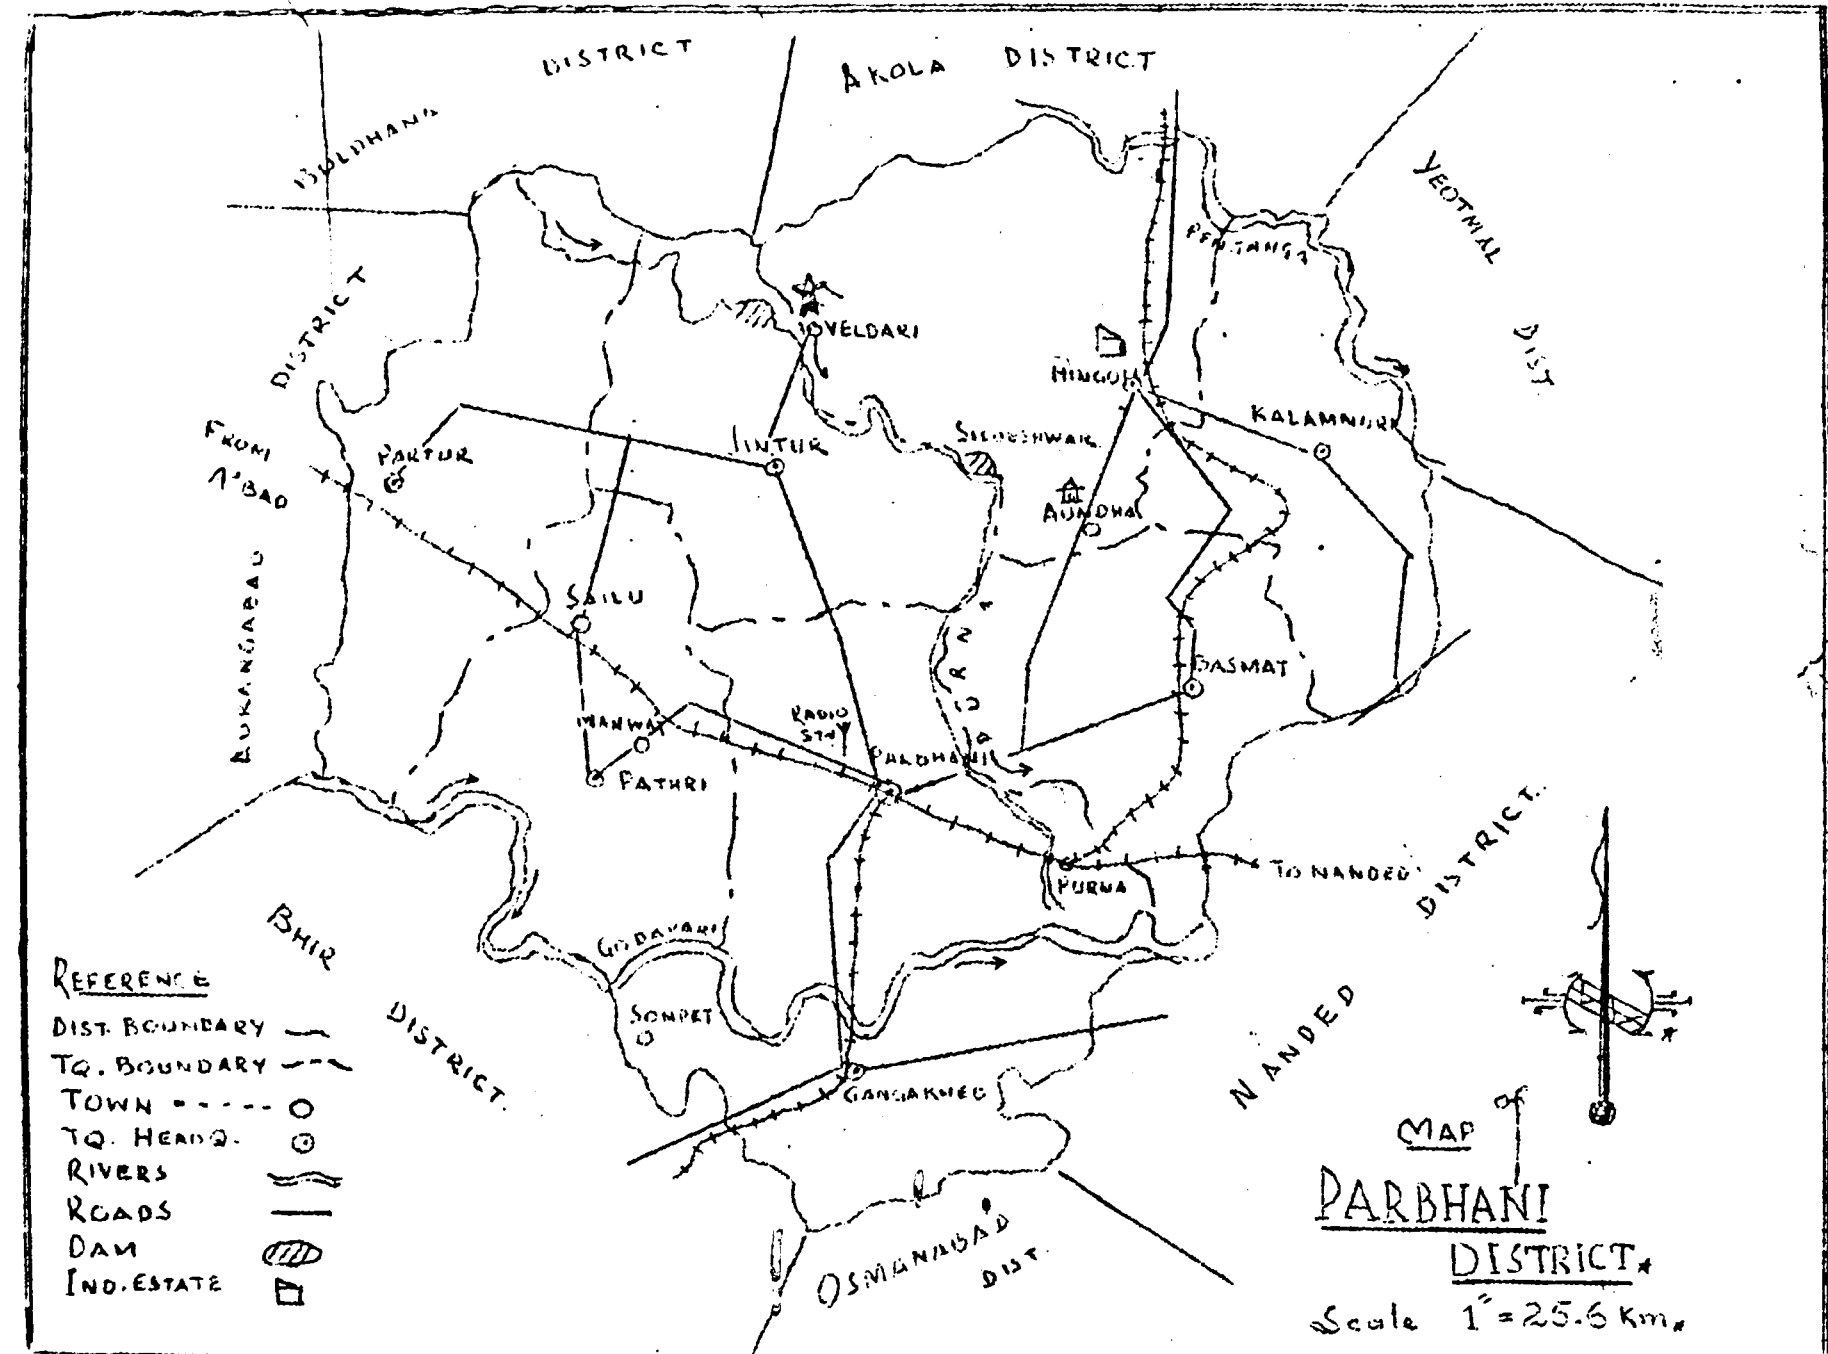 DISTRICT
AKOLA DISTRICT
BULDHANA
YEOTMAL
DIST
PENGANGA
DISTRICT
YELDARI
HINGOLI
KALAMNURI
FROM
A'BAD
PARTUR
JINTUR
SIDDESHWAR
AUNDHA
AURANGABAD
SAILU
PURNA
BASMAT
MANWAT
RADIO
STN
PARBHANI
PATHRI
PURNA
TO NANDED
DISTRICT.
BHIR
DISTRICT.
GODAVARI
SONPET
GANGAKHED
NANDED
OSMANABAD
DIST.
REFERENCE
DIST. BOUNDARY
TQ. BOUNDARY
TOWN
TQ. HEADQ.
RIVERS
ROADS
DAM
IND. ESTATE
MAP
PARBHANI
DISTRICT
Scale 1" = 25.6 Km.